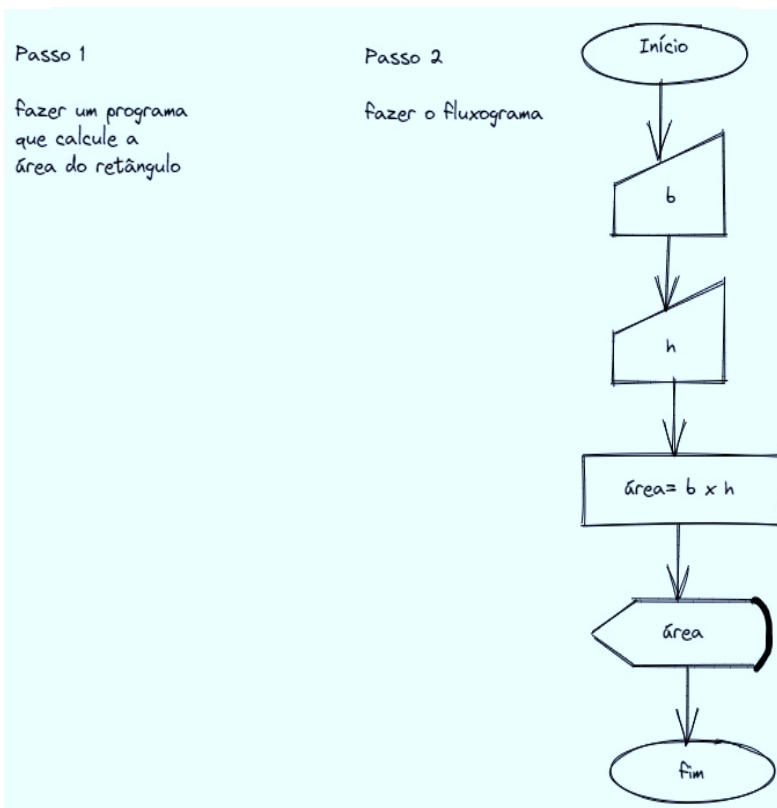 Passo 1
fazer um programa
que calcule a
área do retângulo
Passo 2
fazer o fluxograma
Início
b
h
área= b x h
área
fim